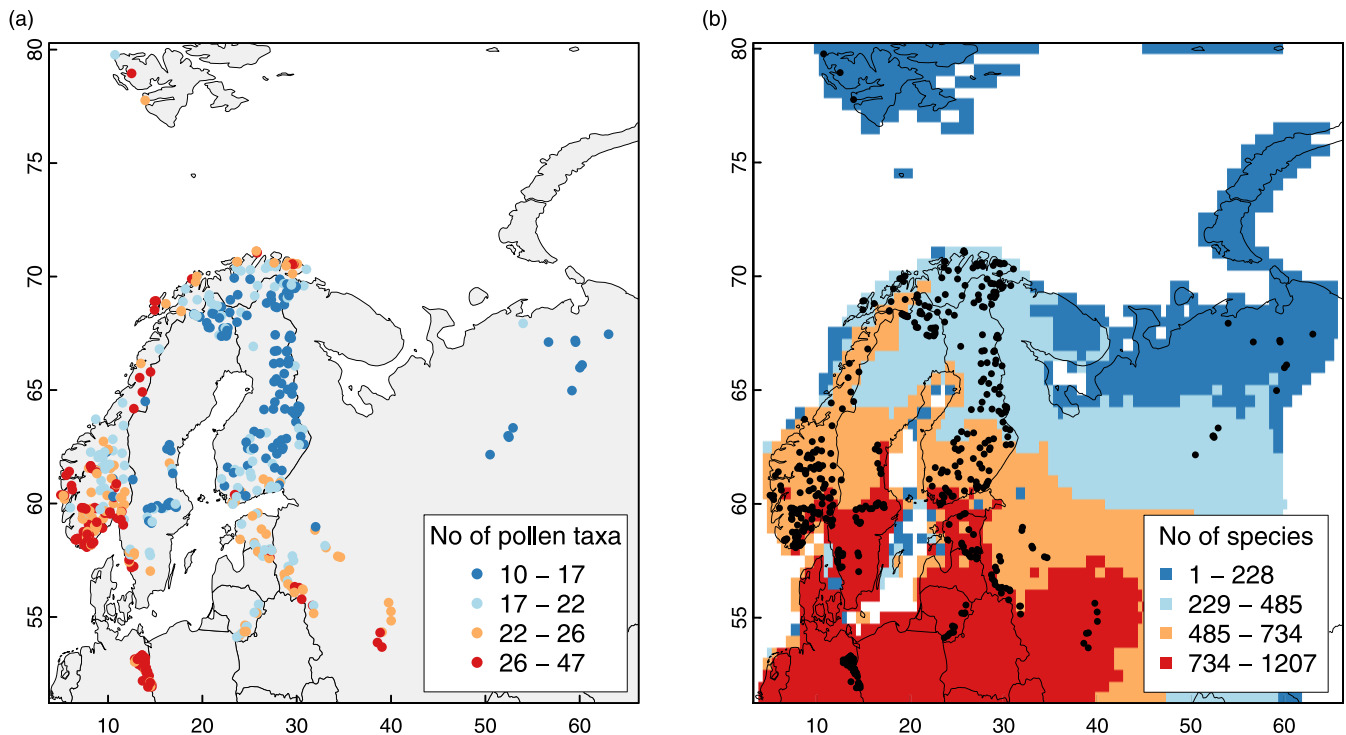 (a)
80
75
70
65
60
55
10 20 30 40 50 60
No of pollen taxa
10 – 17
17 – 22
22 – 26
26 – 47
(b)
80
75
70
65
60
55
10 20 30 40 50 60
No of species
1 – 228
229 – 485
485 – 734
734 – 1207